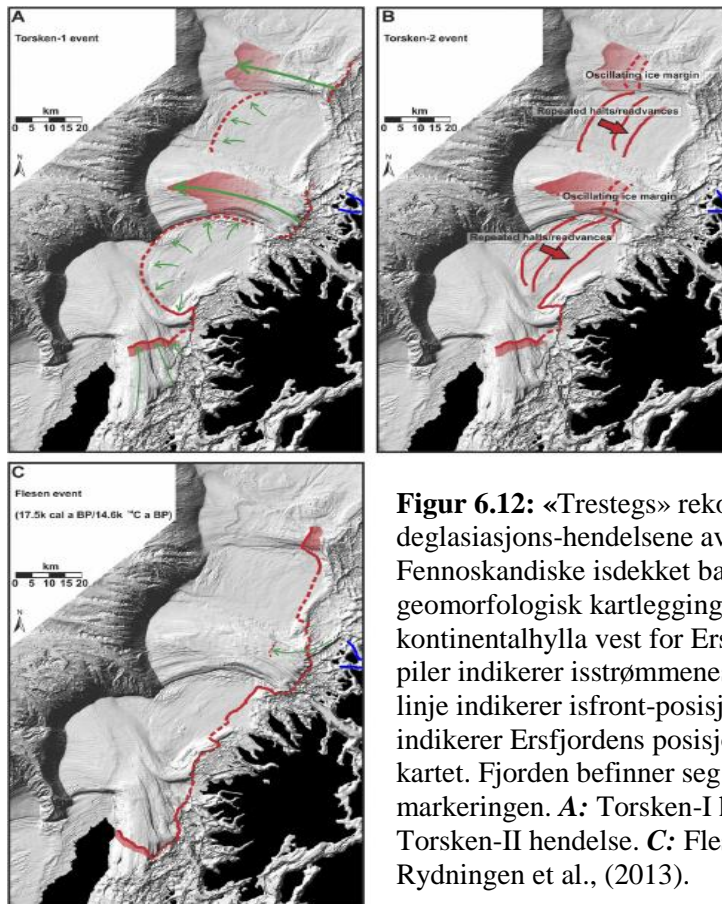 A
Torsken-1 event
km
0 5 10 15 20
N
B
Torsken-2 event
km
0 5 10 15 20
N
Oscillating ice margin
Repeated halts/readvances
Oscillating ice margin
Repeated halts/readvances
C
Flesen event
(17.5k cal a BP/14.6k ¹⁴C a BP)
km
0 5 10 15 20
N
Figur 6.12: «Trestegs» reko
deglasiasjons-hendelsene av
Fennoskandiske isdekket ba
geomorfologisk kartlegging
kontinentalhylla vest for Ers
piler indikerer isstrømmene.
linje indikerer isfront-posisj
indikerer Ersfjordens posisj
kartet. Fjorden befinner seg
markeringen. A: Torsken-I h
Torsken-II hendelse. C: Fle
Rydningen et al., (2013).